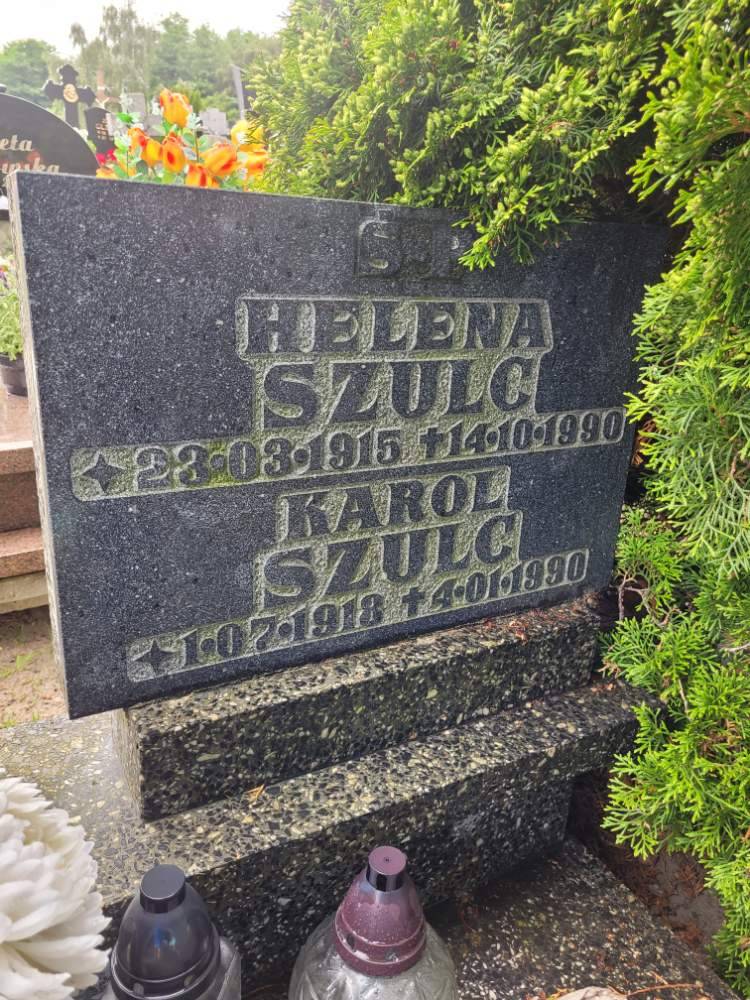 Ś.P.
HELENA
SZULC
23·03·1915 ✝14·10·1990
KAROL
SZULC
1·07·1918 ✝4·01·1990